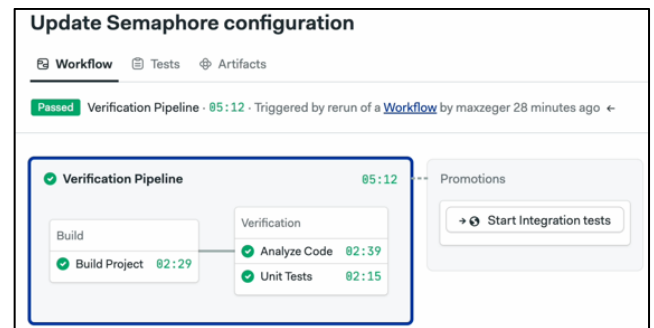 Update Semaphore configuration
Workflow Tests Artifacts
Passed Verification Pipeline · 05:12 · Triggered by rerun of a Workflow by maxzeger 28 minutes ago ←
Verification Pipeline 05:12
Promotions
Build
Build Project 02:29
Verification
Analyze Code 02:39
Unit Tests 02:15
→ Start Integration tests